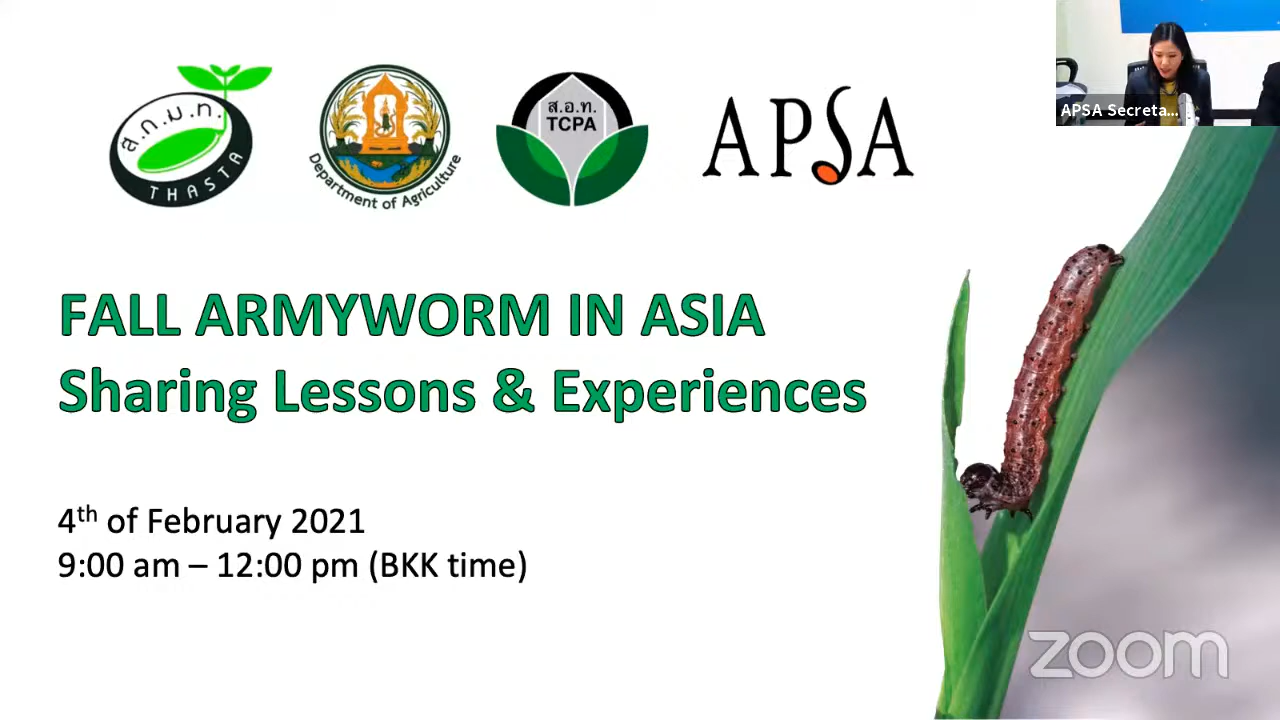 APSA Secreta...
ส.ก.ม.ท.
THASTA
Department of Agriculture
ส.อ.ท.
TCPA
APSA
FALL ARMYWORM IN ASIA
Sharing Lessons & Experiences
4th of February 2021
9:00 am – 12:00 pm (BKK time)
zoom